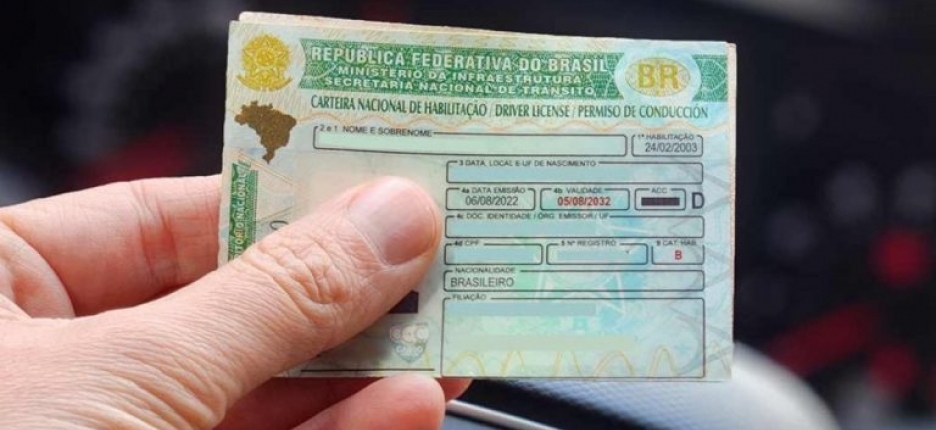 REPÚBLICA FEDERATIVA DO BRASIL
MINISTÉRIO DA INFRAESTRUTURA
SECRETARIA NACIONAL DE TRÂNSITO
BR
CARTEIRA NACIONAL DE HABILITAÇÃO / DRIVER LICENSE / PERMISO DE CONDUCCIÓN
2 e 1 NOME E SOBRENOME
1ª HABILITAÇÃO
24/02/2003
3 DATA, LOCAL E UF DE NASCIMENTO
4a DATA EMISSÃO
06/08/2022
4b VALIDADE
05/08/2032
ACC
D
4c DOC. IDENTIDADE / ÓRG. EMISSOR / UF
4d CPF
5 Nº REGISTRO
9 CAT. HAB.
B
NACIONALIDADE
BRASILEIRO
FILIAÇÃO